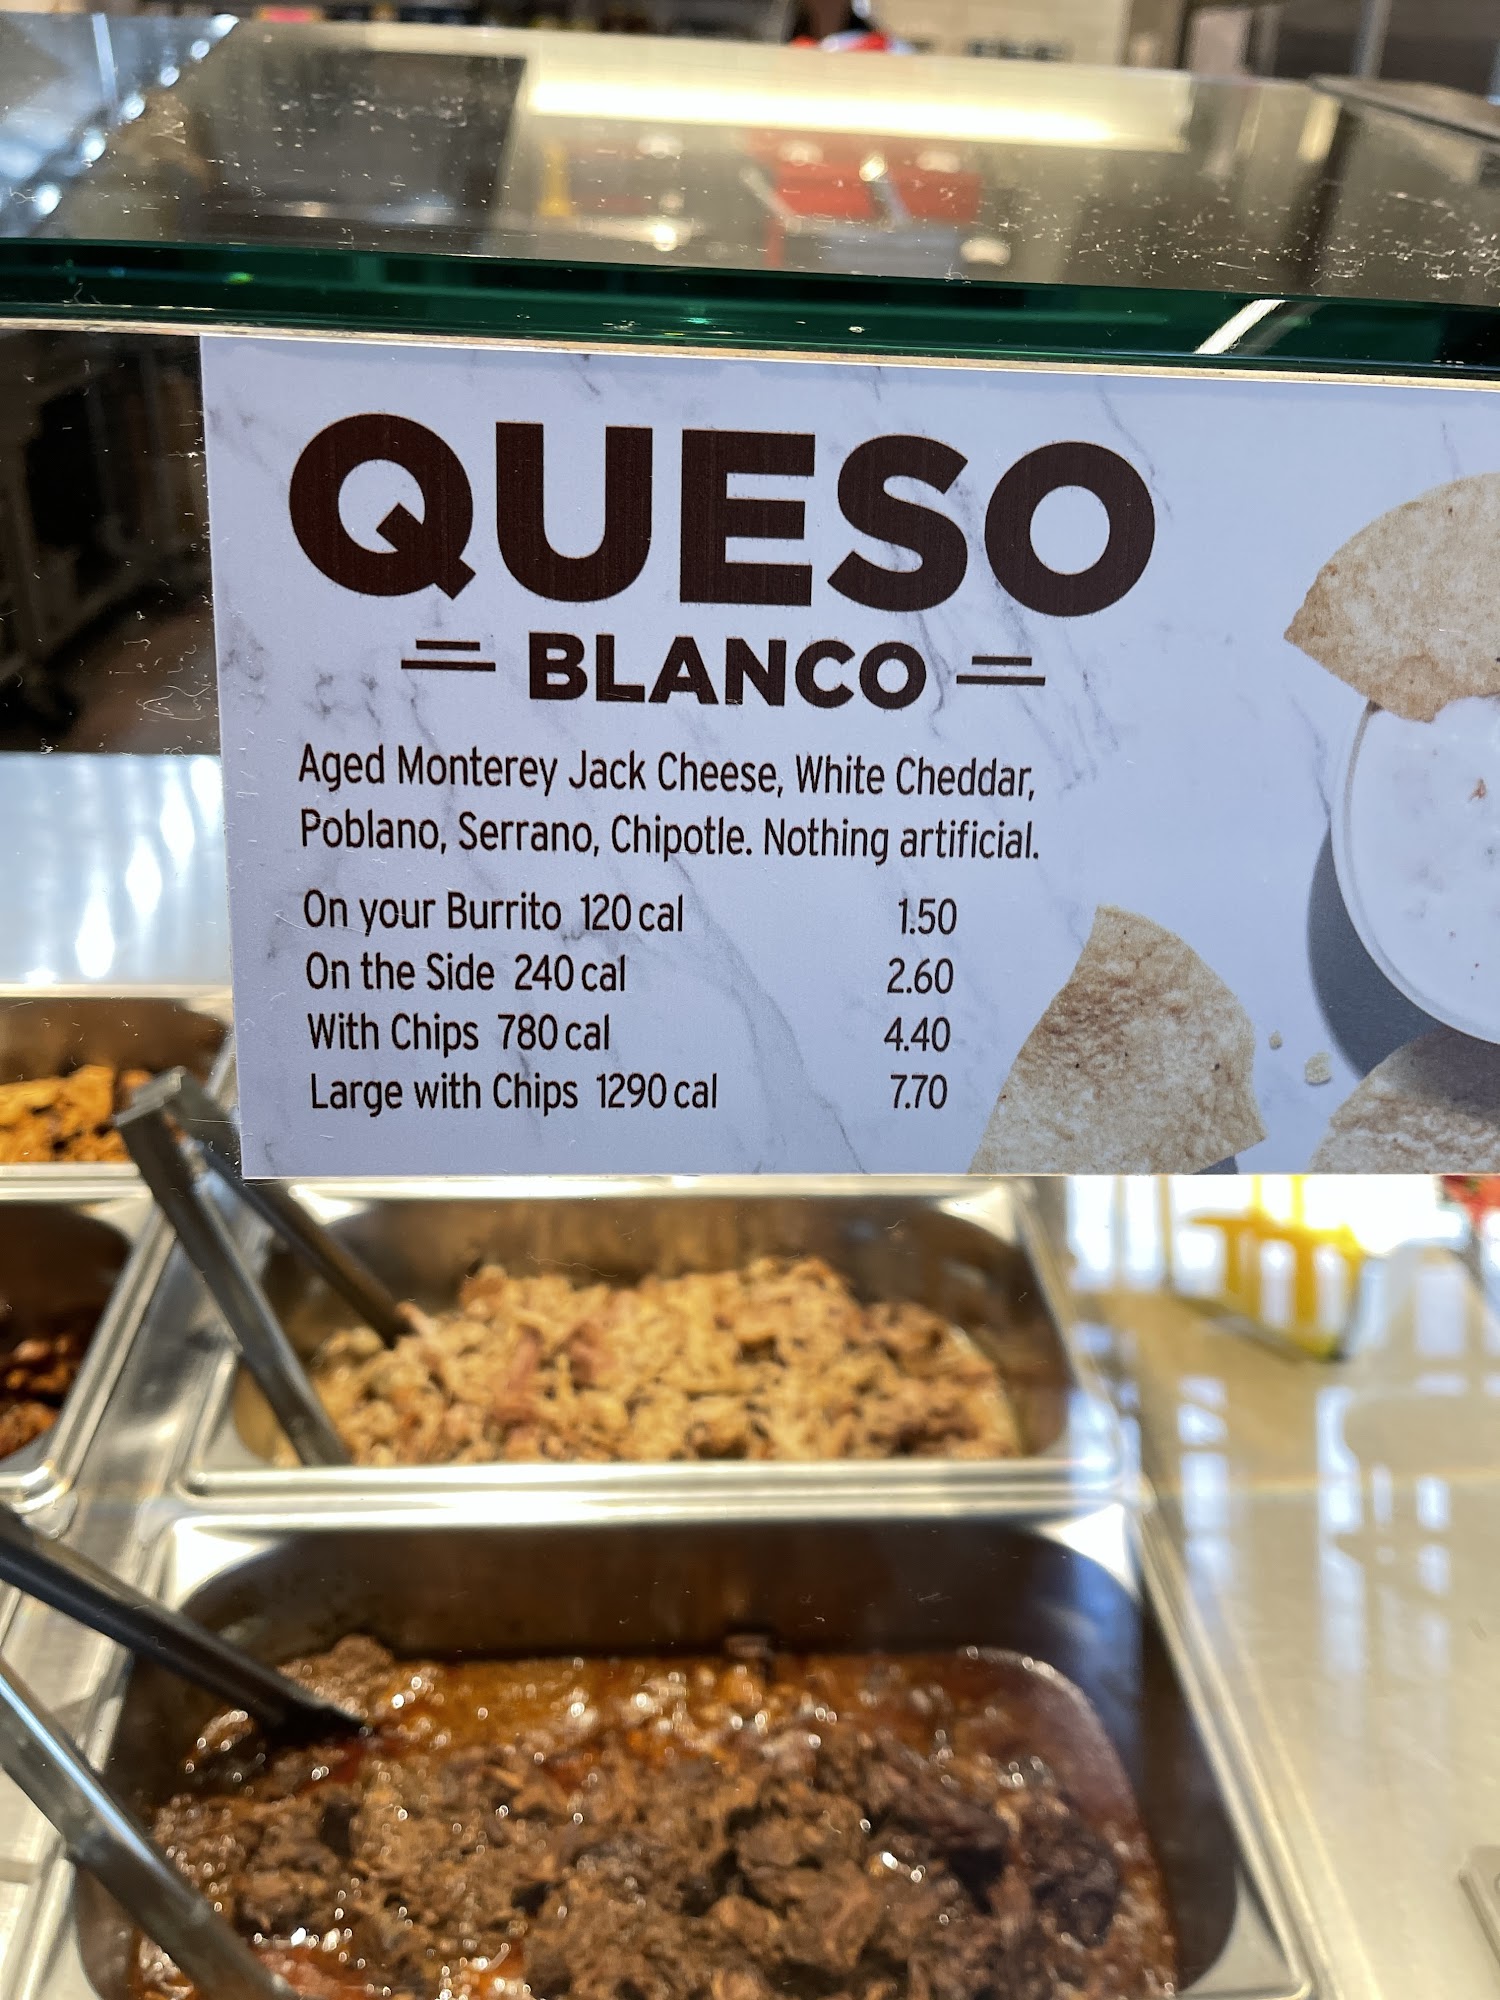 QUESO
BLANCO
Aged Monterey Jack Cheese, White Cheddar,
Poblano, Serrano, Chipotle. Nothing artificial.
On your Burrito 120 cal 1.50
On the Side 240 cal 2.60
With Chips 780 cal 4.40
Large with Chips 1290 cal 7.70